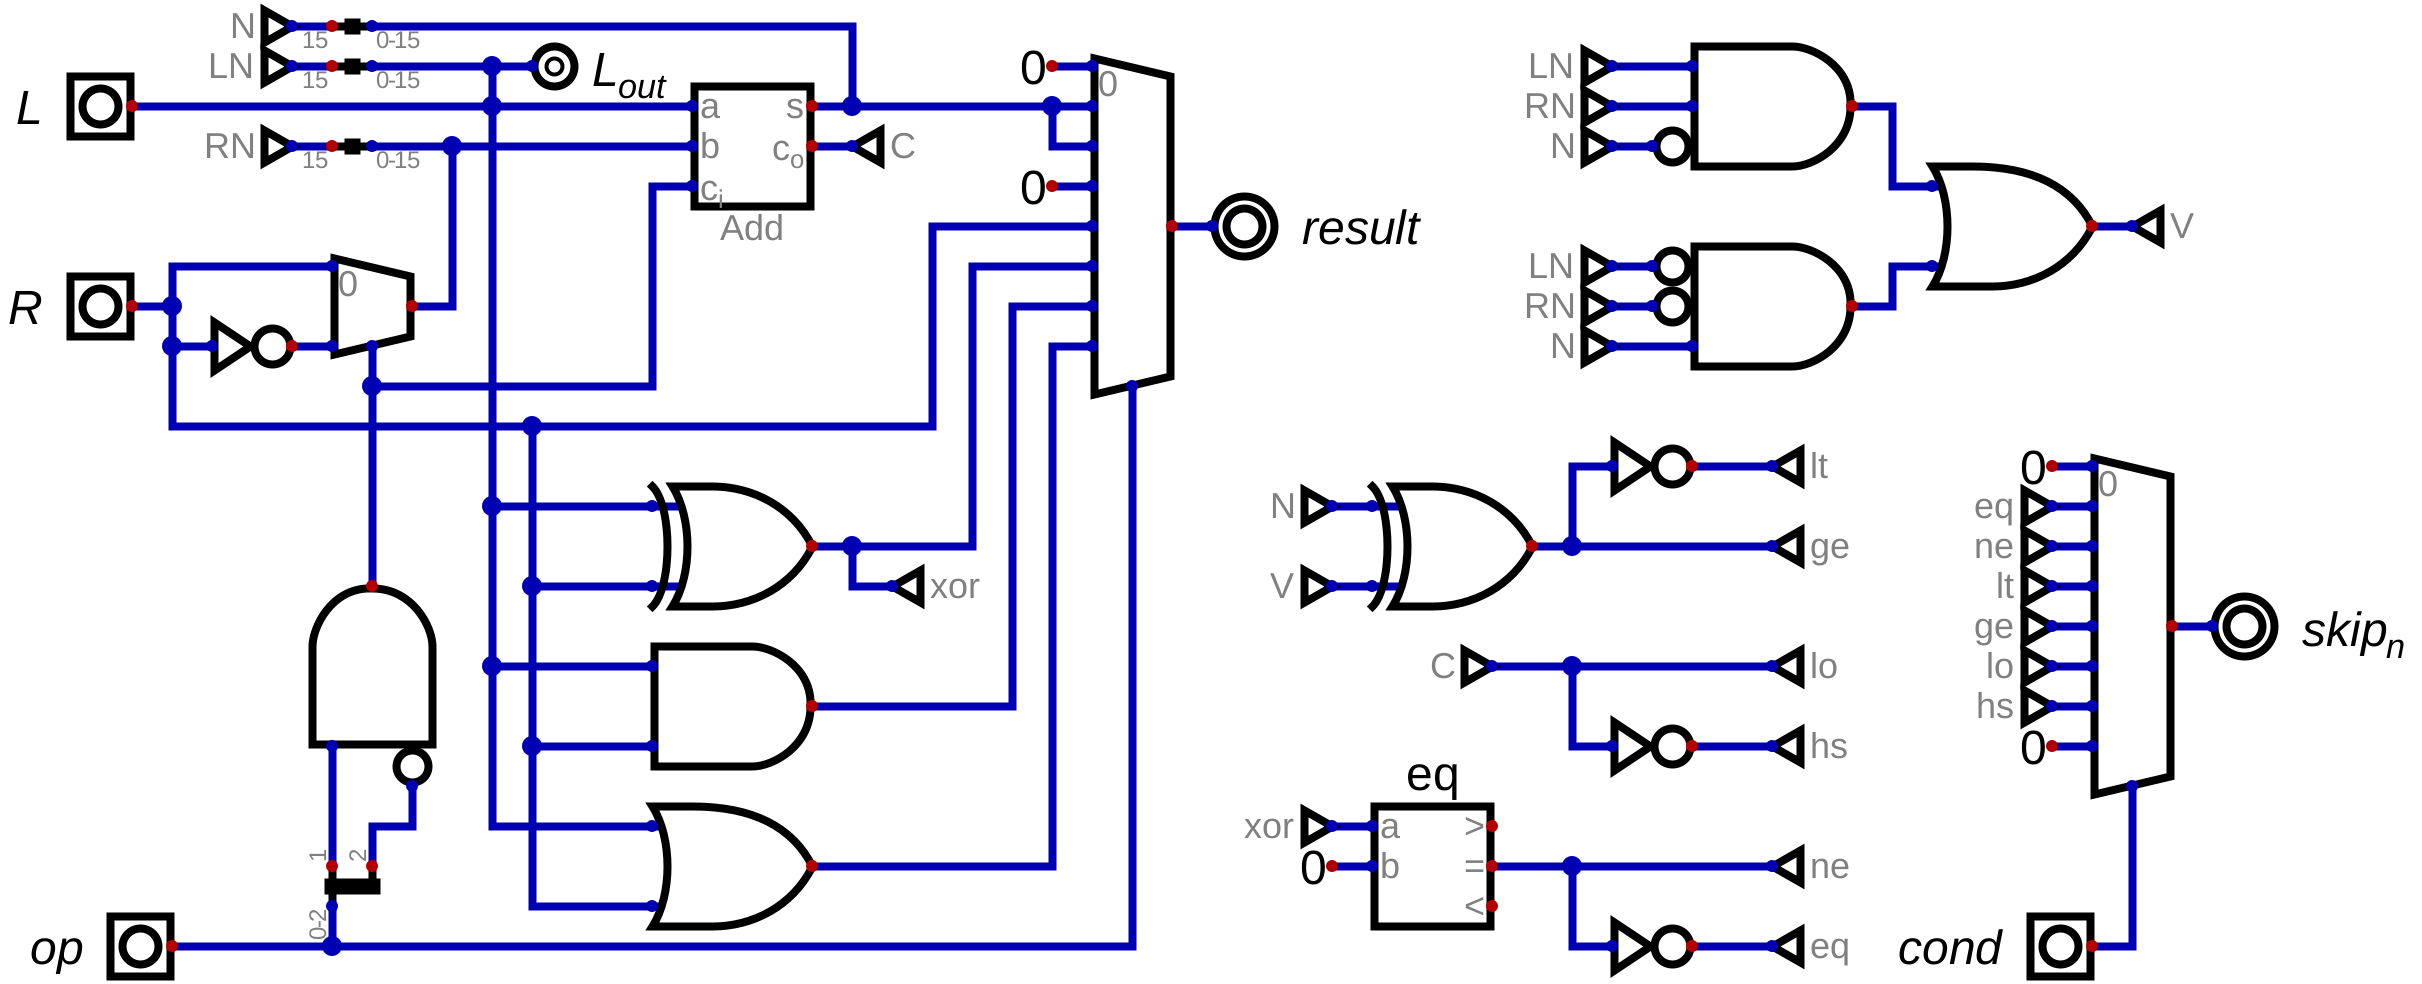 N 15 0-15
LN 15 0-15
L
L_out
RN 15 0-15
a s
b c_o
c_i
Add
C
0
0
0
result
R
0
xor
1 2
0-2
op
LN
RN
N
LN
RN
N
V
N
V
lt
ge
C
lo
hs
eq
xor a >
0 b =
<
ne
eq
0
0
eq
ne
lt
ge
lo
hs
0
skip_n
cond